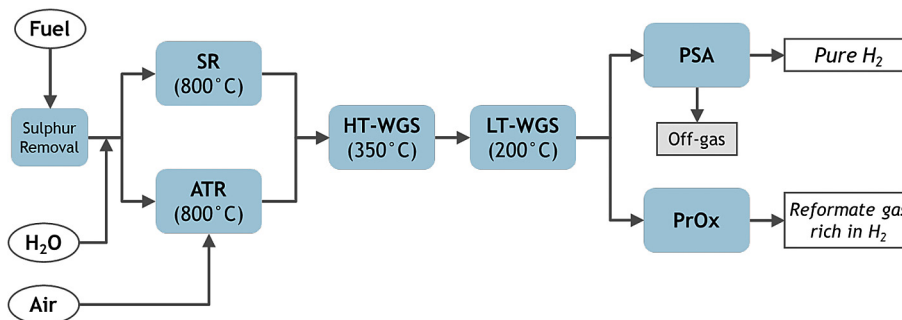 Fuel
Sulphur
Removal
H₂O
Air
SR
(800°C)
ATR
(800°C)
HT-WGS
(350°C)
LT-WGS
(200°C)
PSA
Off-gas
Pure H₂
PrOx
Reformate gas
rich in H₂